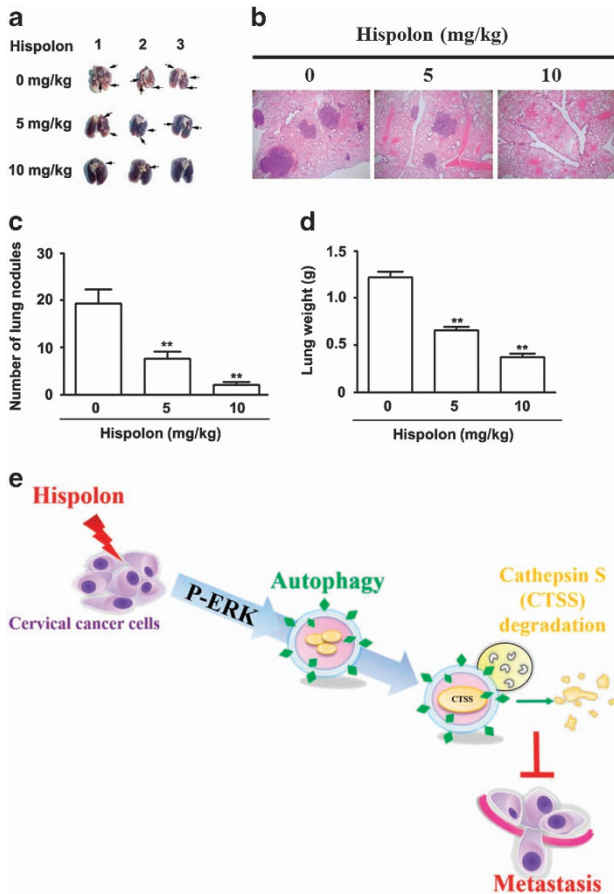 a
Hispolon 1 2 3
0 mg/kg
5 mg/kg
10 mg/kg
b
Hispolon (mg/kg)
0 5 10
c
Number of lung nodules
30
20
10
0
**
**
0 5 10
Hispolon (mg/kg)
d
Lung weight (g)
1.5
1.0
0.5
0
**
**
0 5 10
Hispolon (mg/kg)
e
Hispolon
Cervical cancer cells
P-ERK
Autophagy
CTSS
Cathepsin S
(CTSS)
degradation
Metastasis